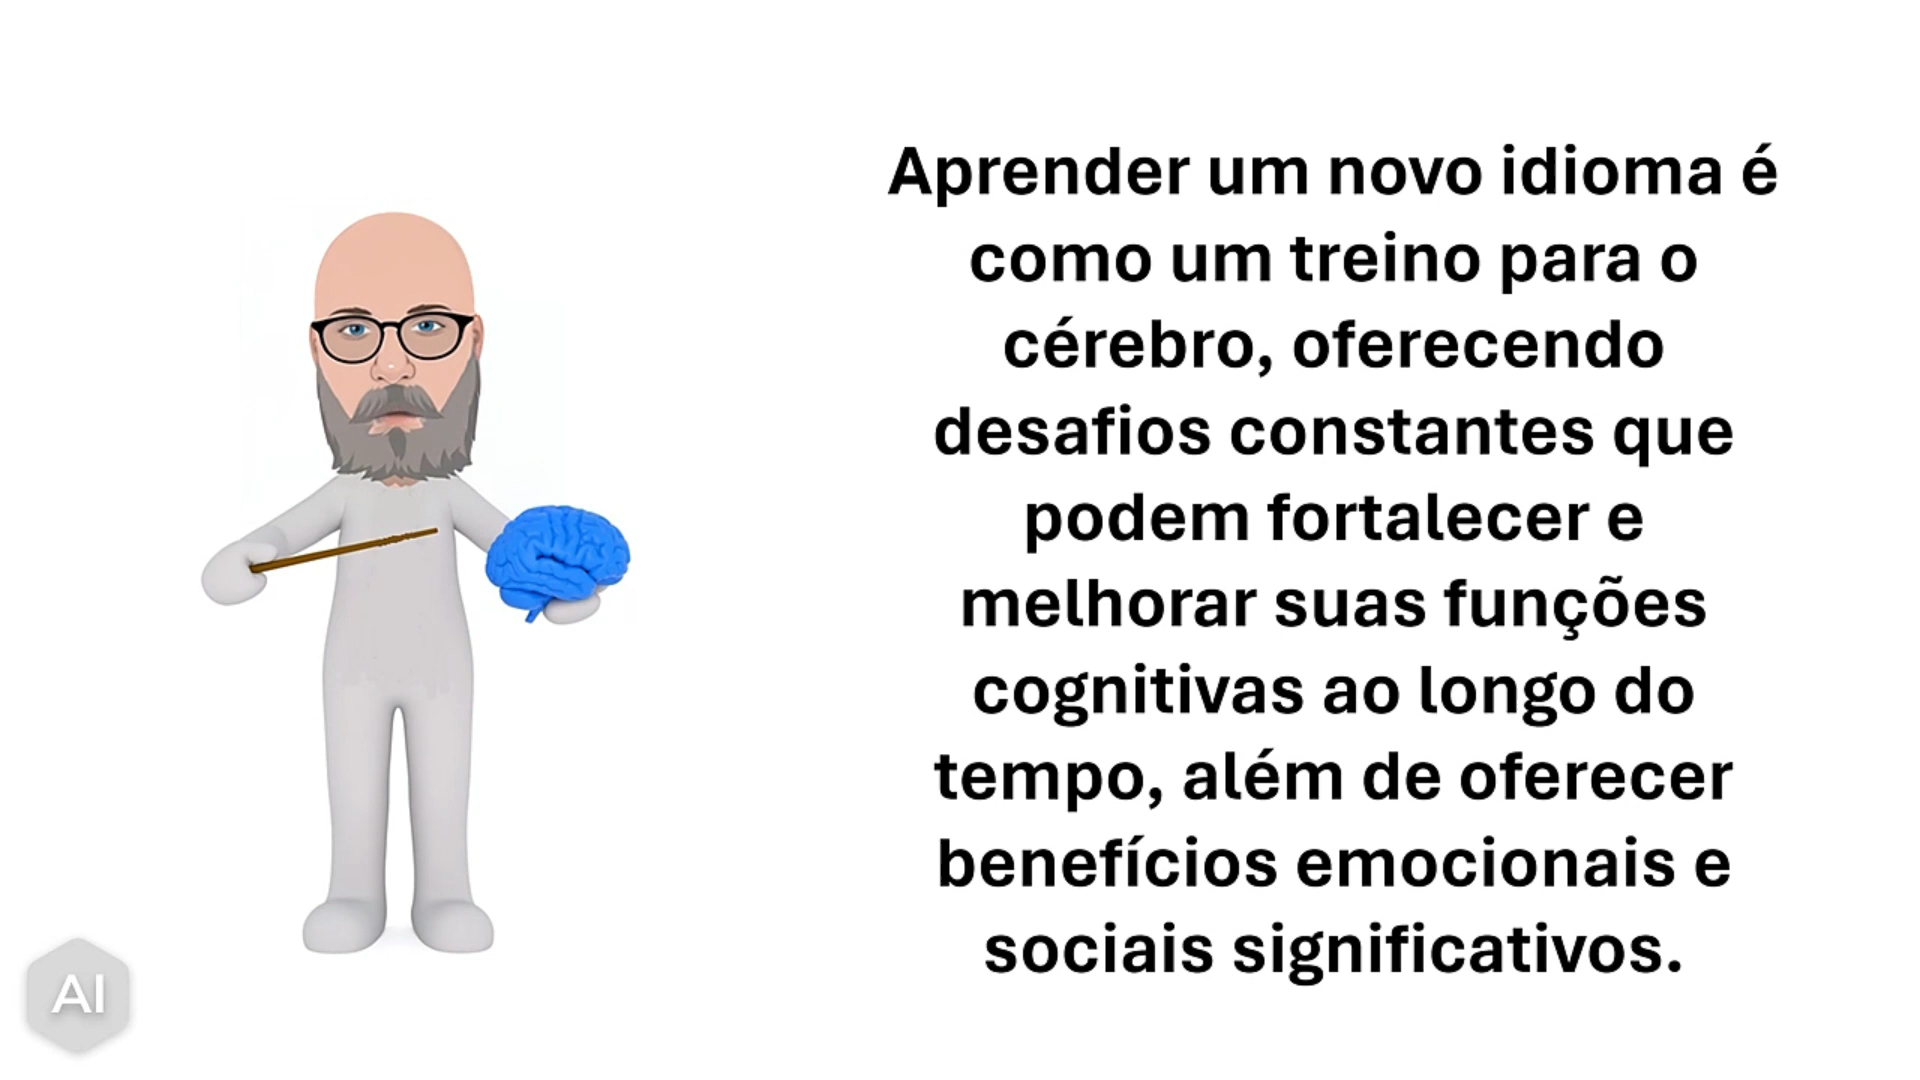 Aprender um novo idioma é
como um treino para o
cérebro, oferecendo
desafios constantes que
podem fortalecer e
melhorar suas funções
cognitivas ao longo do
tempo, além de oferecer
benefícios emocionais e
sociais significativos.
AI